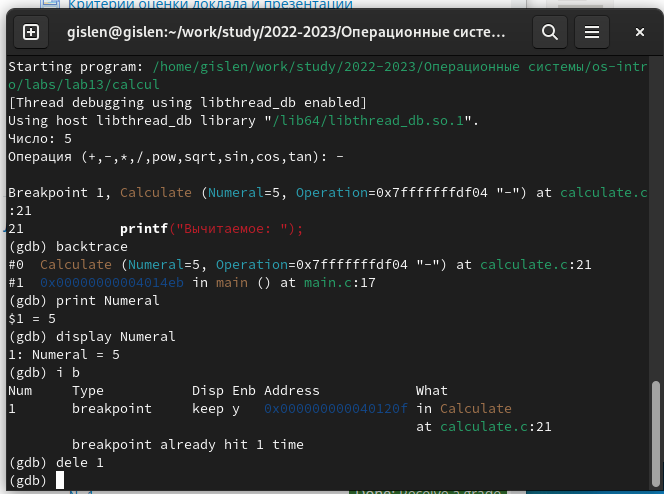 Критерии оценки доклада и презентации
gislen@gislen:~/work/study/2022-2023/Операционные систе…
Starting program: /home/gislen/work/study/2022-2023/Операционные системы/os-intr
o/labs/lab13/calcul
[Thread debugging using libthread_db enabled]
Using host libthread_db library "/lib64/libthread_db.so.1".
Число: 5
Операция (+,-,*,/,pow,sqrt,sin,cos,tan): -
Breakpoint 1, Calculate (Numeral=5, Operation=0x7fffffffdf04 "-") at calculate.c
:21
21 printf("Вычитаемое: ");
(gdb) backtrace
#0 Calculate (Numeral=5, Operation=0x7fffffffdf04 "-") at calculate.c:21
#1 0x00000000004014eb in main () at main.c:17
(gdb) print Numeral
$1 = 5
(gdb) display Numeral
1: Numeral = 5
(gdb) i b
Num Type Disp Enb Address What
1 breakpoint keep y 0x000000000040120f in Calculate
at calculate.c:21
breakpoint already hit 1 time
(gdb) dele 1
(gdb)
Done: Receive a grade